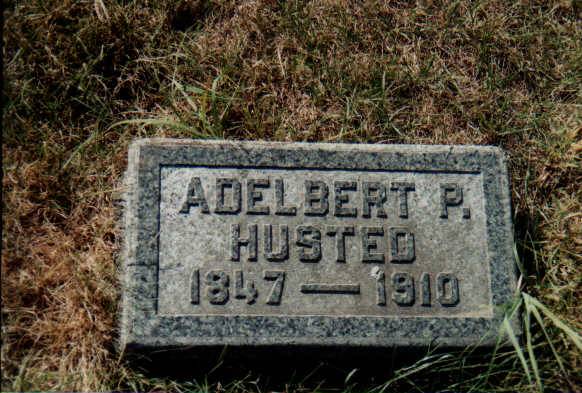 ADELBERT P.
HUSTED
1847 — 1910